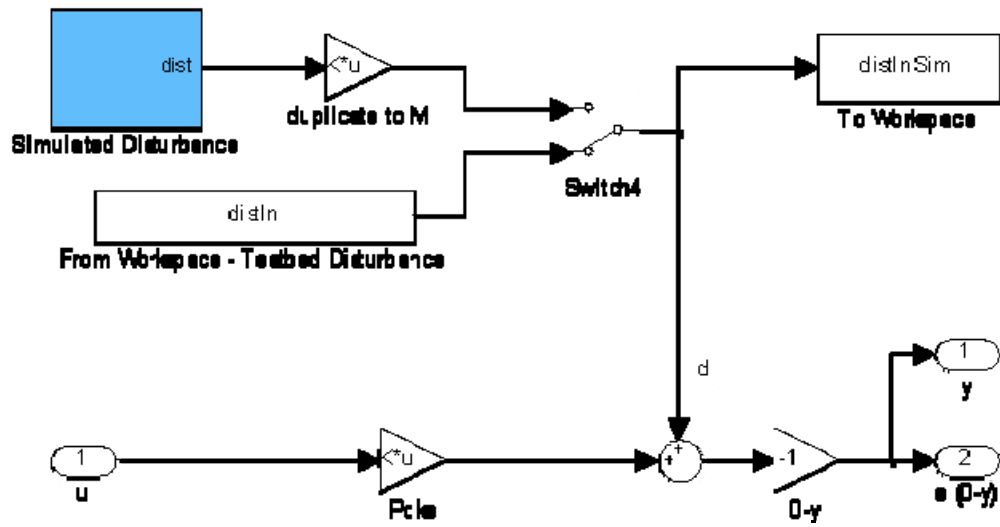 dist
<*u
duplicate to M
Simulated Disturbance
distIn
From Workspace - Testbed Disturbance
Switch4
distInSim
To Workspace
d
1
u
<*u
Poke
+
+
-1
0-y
1
y
2
e (0-y)